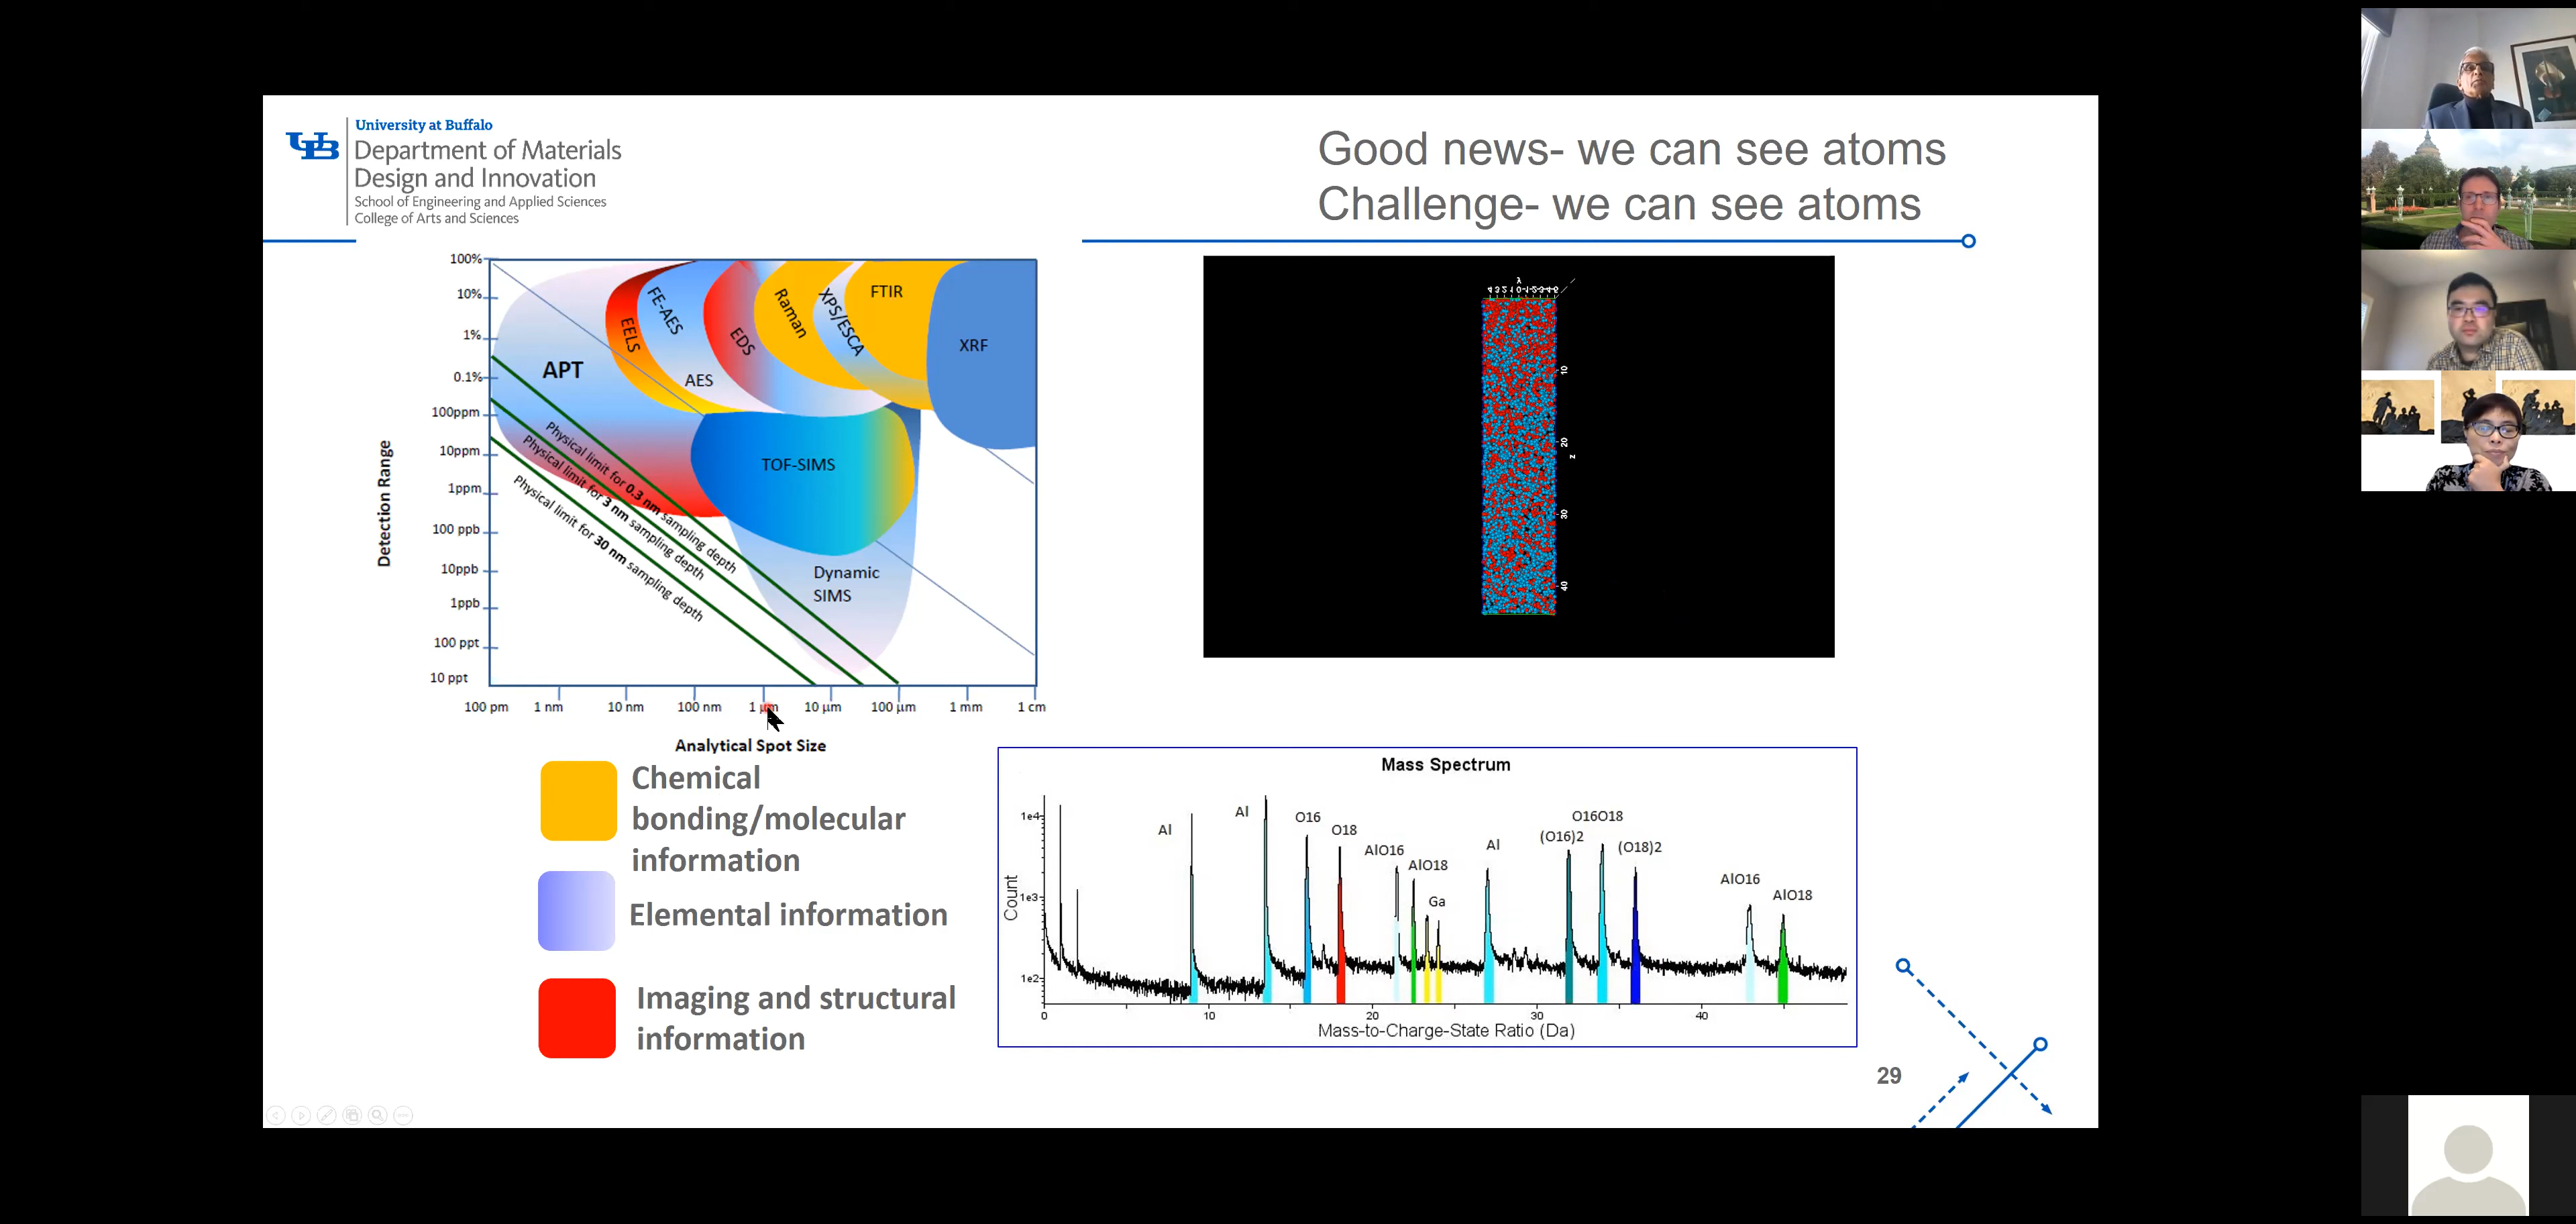 UB
University at Buffalo
Department of Materials
Design and Innovation
School of Engineering and Applied Sciences
College of Arts and Sciences
Good news- we can see atoms
Challenge- we can see atoms
Detection Range
100%
10%
1%
0.1%
100ppm
10ppm
1ppm
100 ppb
10ppb
1ppb
100 ppt
10 ppt
APT
EELS
FE-AES
AES
EDS
Raman
XPS/ESCA
FTIR
XRF
TOF-SIMS
Dynamic
SIMS
Physical limit for 0.3 nm sampling depth
Physical limit for 3 nm sampling depth
Physical limit for 30 nm sampling depth
100 pm 1 nm 10 nm 100 nm 1 µm 10 µm 100 µm 1 mm 1 cm
Analytical Spot Size
10
20
z
30
40
Chemical
bonding/molecular
information
Elemental information
Imaging and structural
information
Mass Spectrum
Count
1e4
1e3
1e2
Al
Al
O16
O18
AlO16
AlO18
Ga
Al
(O16)2
O16O18
(O18)2
AlO16
AlO18
0 10 20 30 40
Mass-to-Charge-State Ratio (Da)
29